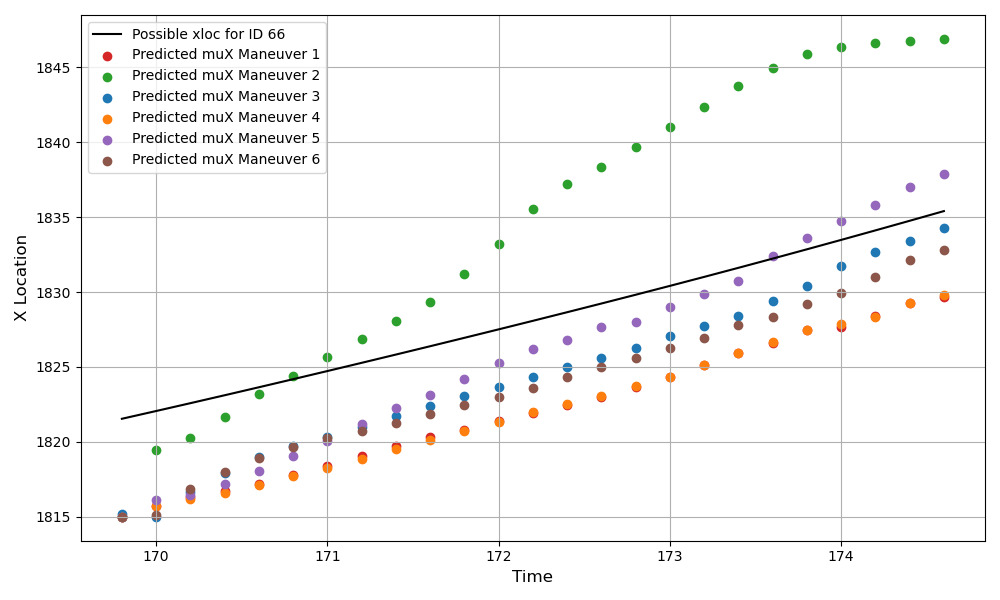 Possible xloc for ID 66
Predicted muX Maneuver 1
Predicted muX Maneuver 2
Predicted muX Maneuver 3
Predicted muX Maneuver 4
Predicted muX Maneuver 5
Predicted muX Maneuver 6
1845
1840
1835
1830
1825
1820
1815
X Location
170 171 172 173 174
Time